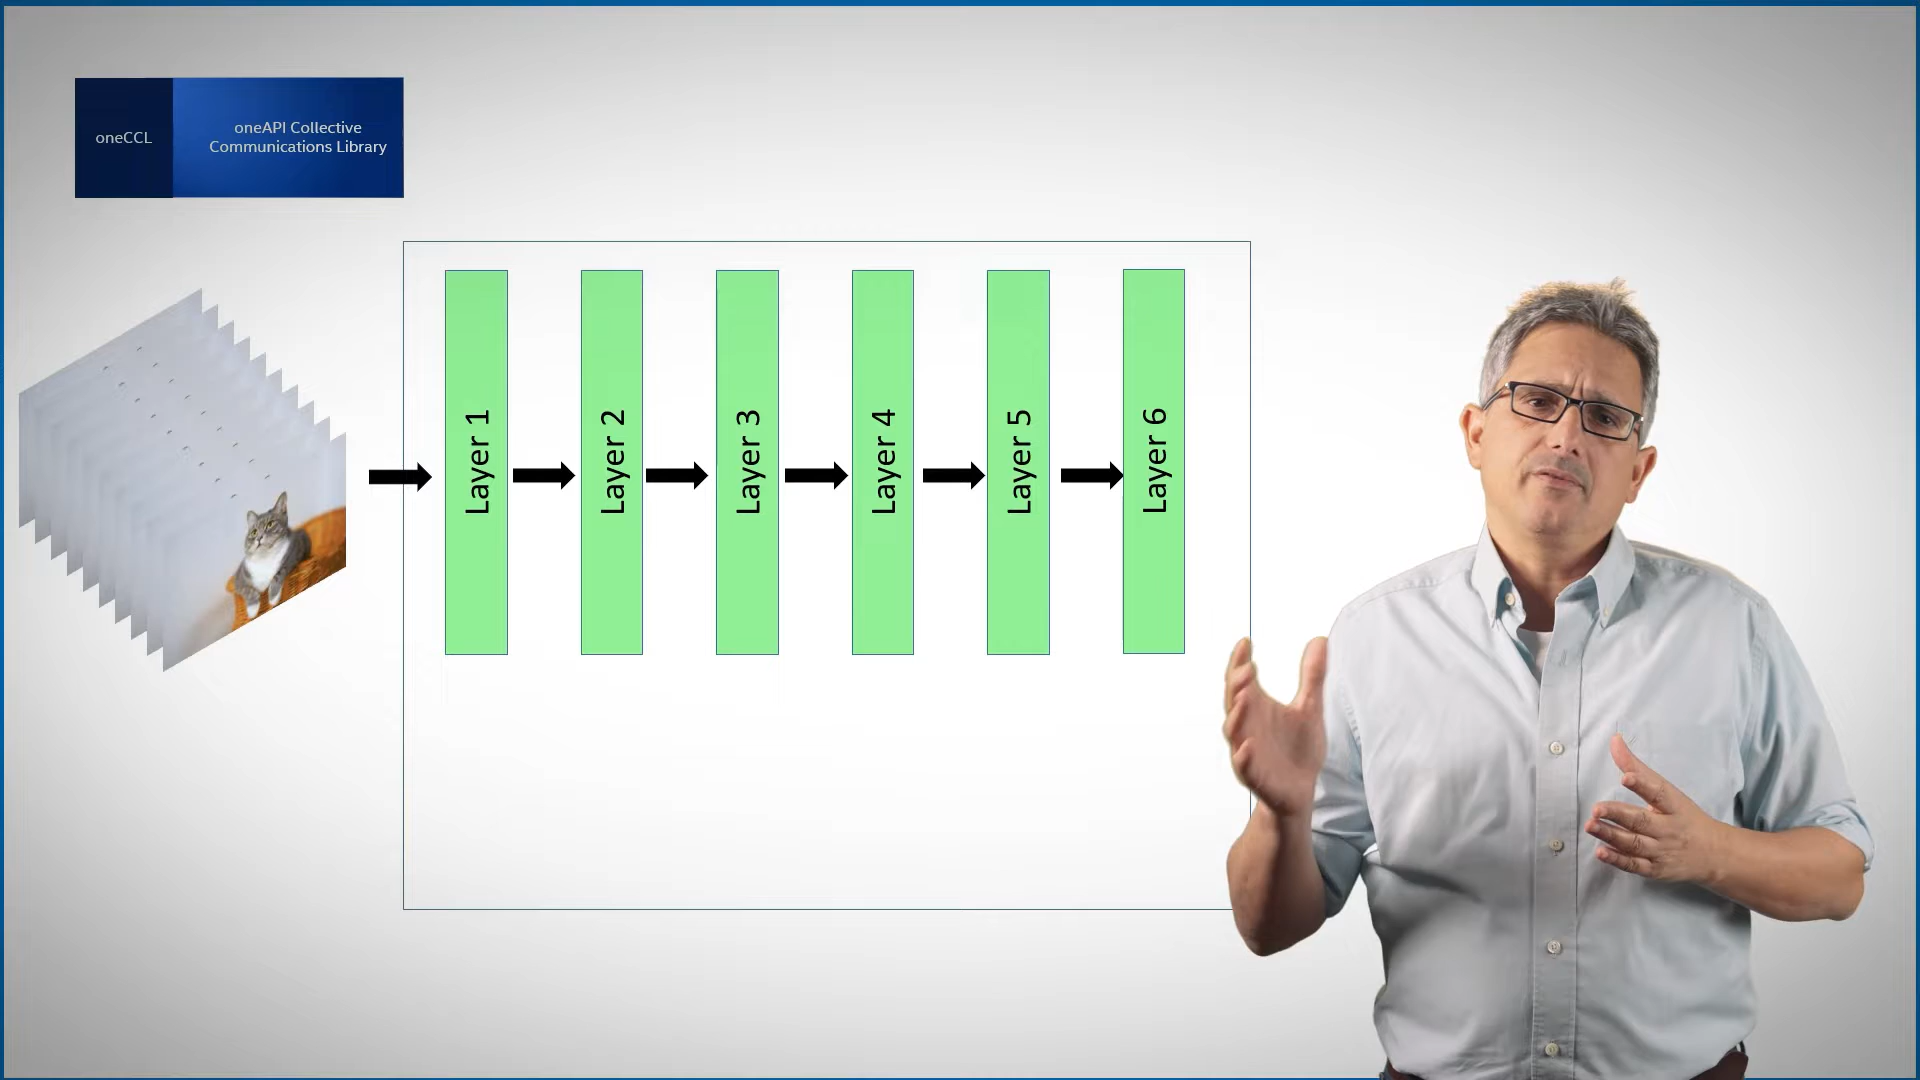 oneCCL
oneAPI Collective
Communications Library
Layer 1
Layer 2
Layer 3
Layer 4
Layer 5
Layer 6